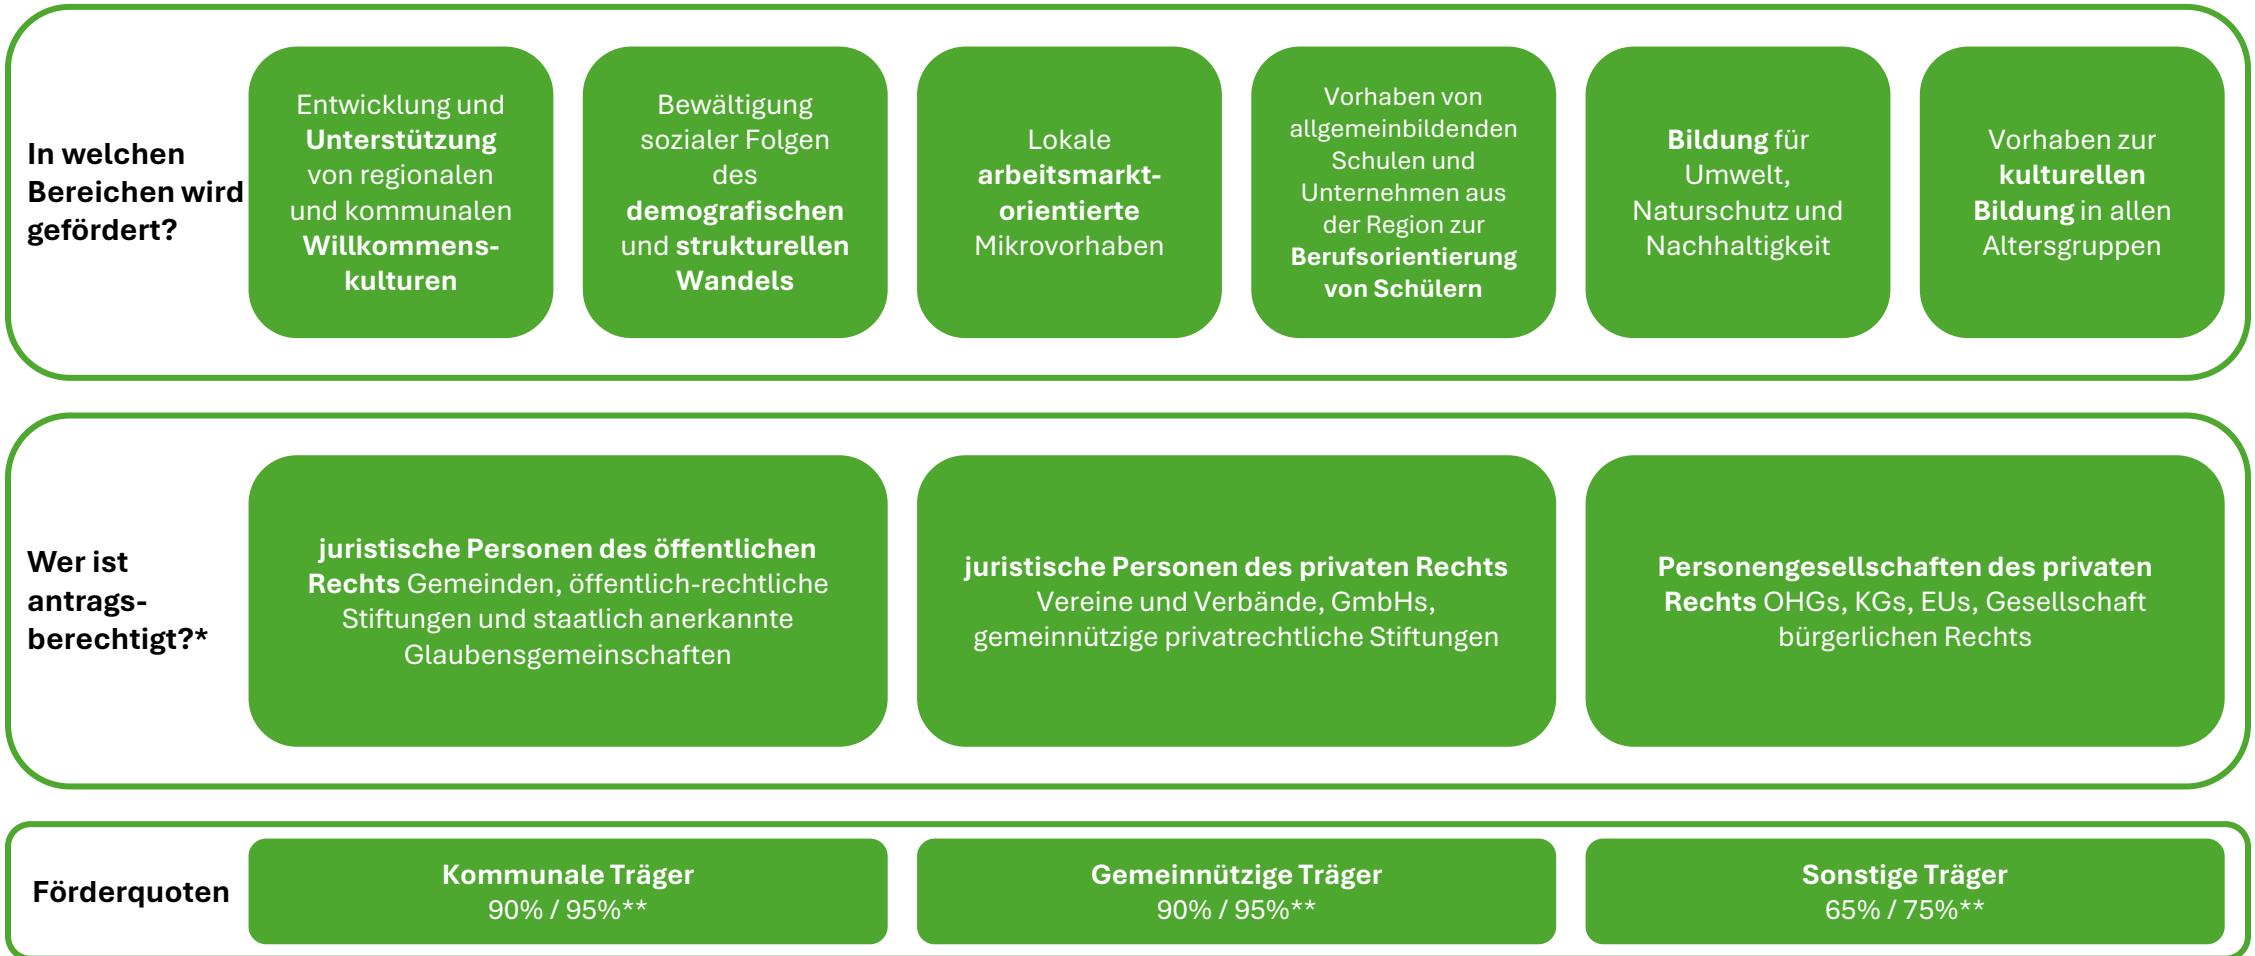 In welchen
Bereichen wird
gefördert?
Entwicklung und
Unterstützung
von regionalen
und kommunalen
Willkommens-
kulturen
Bewältigung
sozialer Folgen
des
demografischen
und strukturellen
Wandels
Lokale
arbeitsmarkt-
orientierte
Mikrovorhaben
Vorhaben von
allgemeinbildenden
Schulen und
Unternehmen aus
der Region zur
Berufsorientierung
von Schülern
Bildung für
Umwelt,
Naturschutz und
Nachhaltigkeit
Vorhaben zur
kulturellen
Bildung in allen
Altersgruppen
Wer ist
antrags-
berechtigt?*
juristische Personen des öffentlichen
Rechts Gemeinden, öffentlich-rechtliche
Stiftungen und staatlich anerkannte
Glaubensgemeinschaften
juristische Personen des privaten Rechts
Vereine und Verbände, GmbHs,
gemeinnützige privatrechtliche Stiftungen
Personengesellschaften des privaten
Rechts OHGs, KGs, EUs, Gesellschaft
bürgerlichen Rechts
Förderquoten
Kommunale Träger
90% / 95%**
Gemeinnützige Träger
90% / 95%**
Sonstige Träger
65% / 75%**